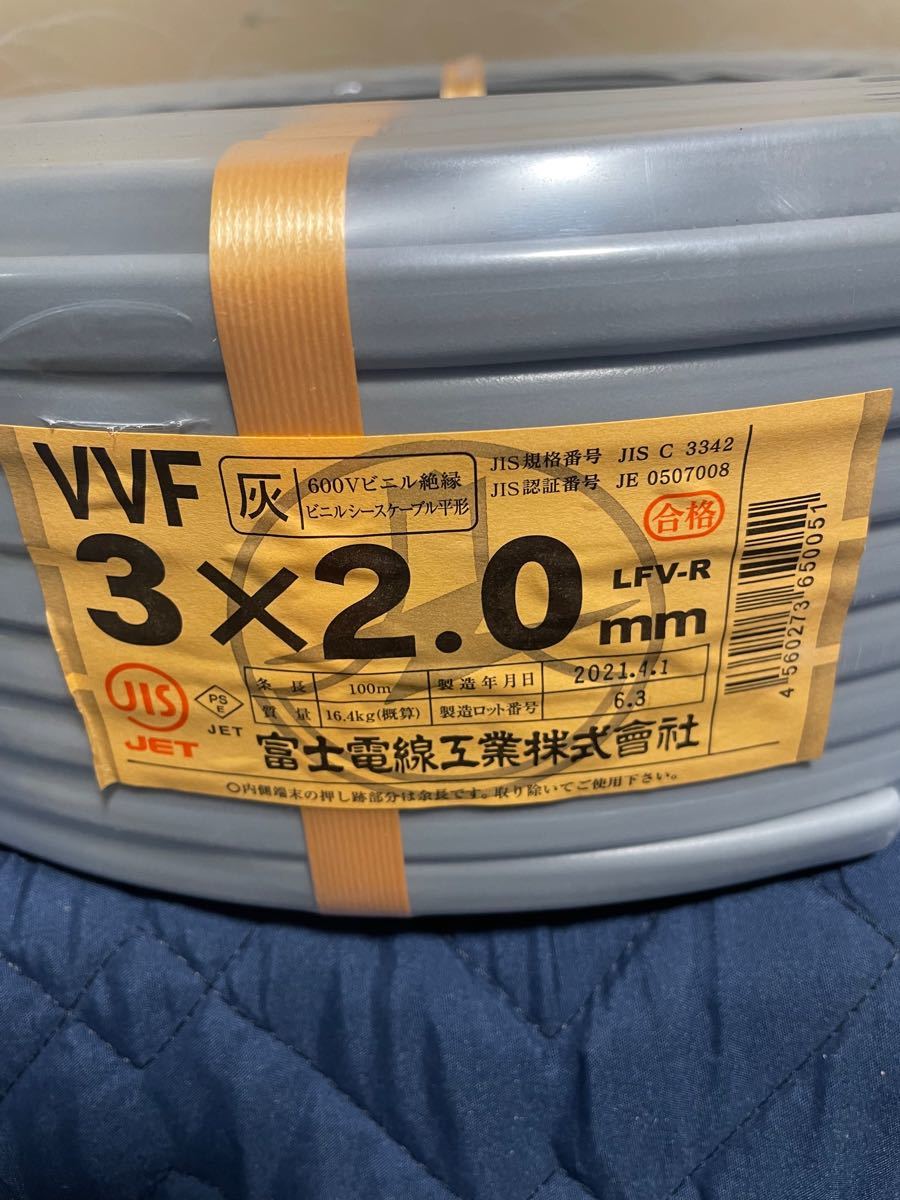 VVF
灰
600Vビニル絶縁
ビニルシースケーブル平形
JIS規格番号 JIS C 3342
JIS認証番号 JE 0507008
合格
3×2.0mm
LFV-R
JIS
JET
PS
E
JET
条長 100m 製造年月日 2021.4.1
質量 16.4kg(概算) 製造ロット番号 6.3
富士電線工業株式會社
○内側端末の押し跡部分は余長です。取り除いてご使用下さい。
4 560273 650051